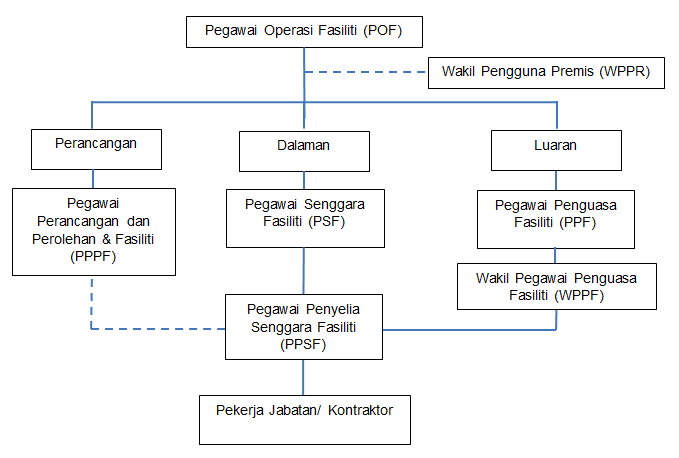 Pegawai Operasi Fasiliti (POF)
Wakil Pengguna Premis (WPPR)
Perancangan
Dalaman
Luaran
Pegawai
Perancangan dan
Perolehan & Fasiliti
(PPPF)
Pegawai Senggara
Fasiliti (PSF)
Pegawai Penguasa
Fasiliti (PPF)
Wakil Pegawai Penguasa
Fasiliti (WPPF)
Pegawai Penyelia
Senggara Fasiliti
(PPSF)
Pekerja Jabatan/ Kontraktor